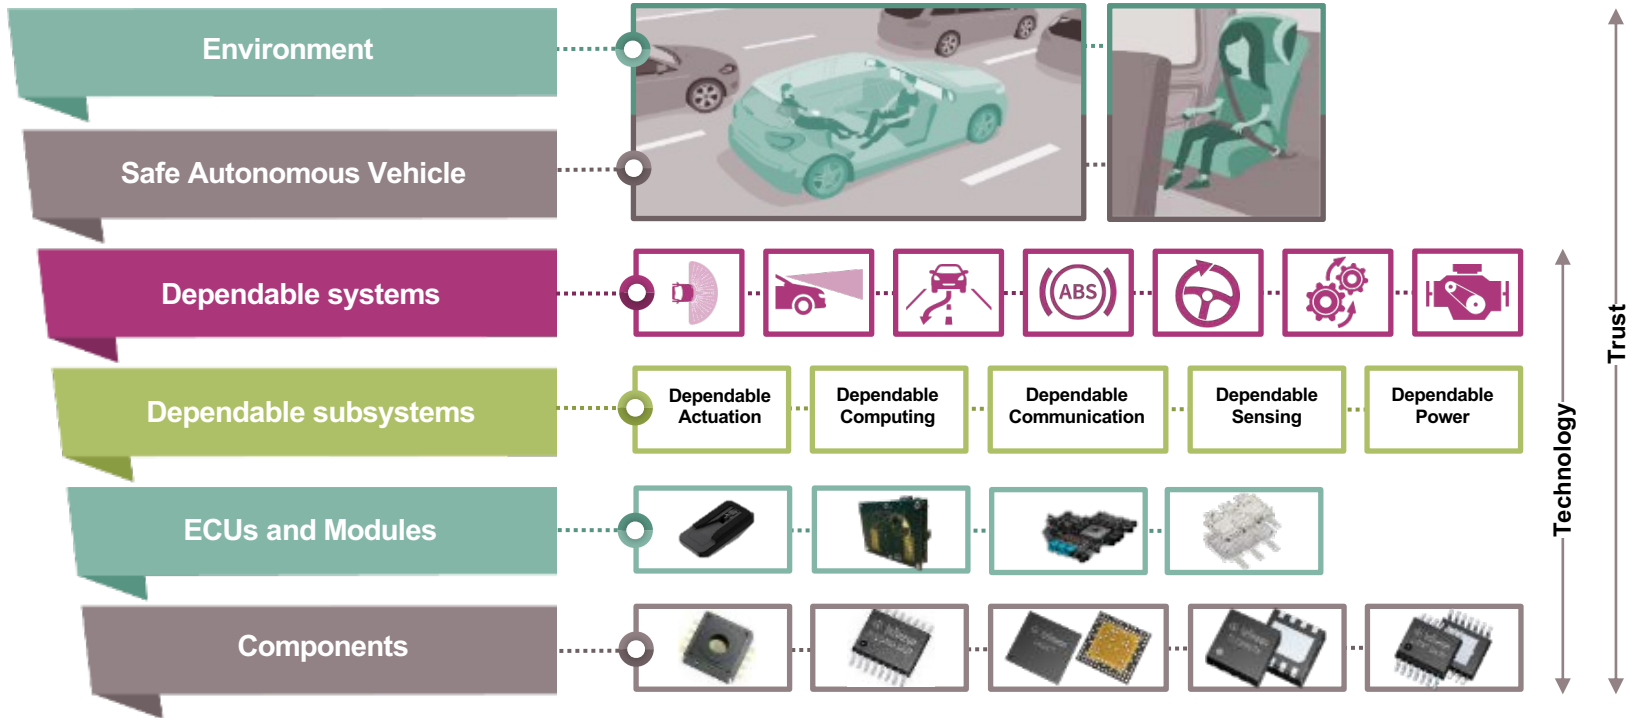 Environment
Safe Autonomous Vehicle
Dependable systems
ABS
Dependable subsystems
Dependable
Actuation
Dependable
Computing
Dependable
Communication
Dependable
Sensing
Dependable
Power
ECUs and Modules
Components
Technology
Trust